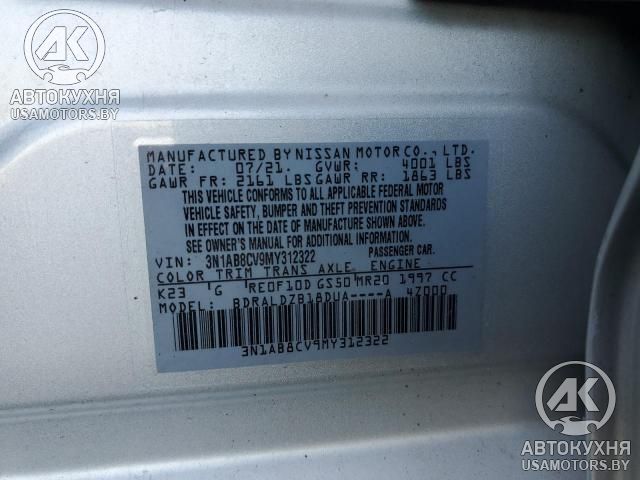 AK
АВТОКУХНЯ
USAMOTORS.BY
MANUFACTURED BY NISSAN MOTOR CO., LTD.
DATE: 07/21. GVWR: 4001 LBS
GAWR FR: 2161 LBS GAWR RR: 1863 LBS
THIS VEHICLE CONFORMS TO ALL APPLICABLE FEDERAL MOTOR
VEHICLE SAFETY, BUMPER AND THEFT PREVENTION STANDARDS
IN EFFECT ON THE DATE OF MANUFACTURE SHOWN ABOVE.
SEE OWNER'S MANUAL FOR ADDITIONAL INFORMATION.
VIN: 3N1AB8CV9MY312322 PASSENGER CAR.
COLOR TRIM TRANS AXLE ENGINE
K23 'G RE0F10D GS50 MR20 1997 CC
MODEL: BDRALDZB18DUA----A 47000
3N1AB8CV9MY312322
AK
АВТОКУХНЯ
USAMOTORS.BY